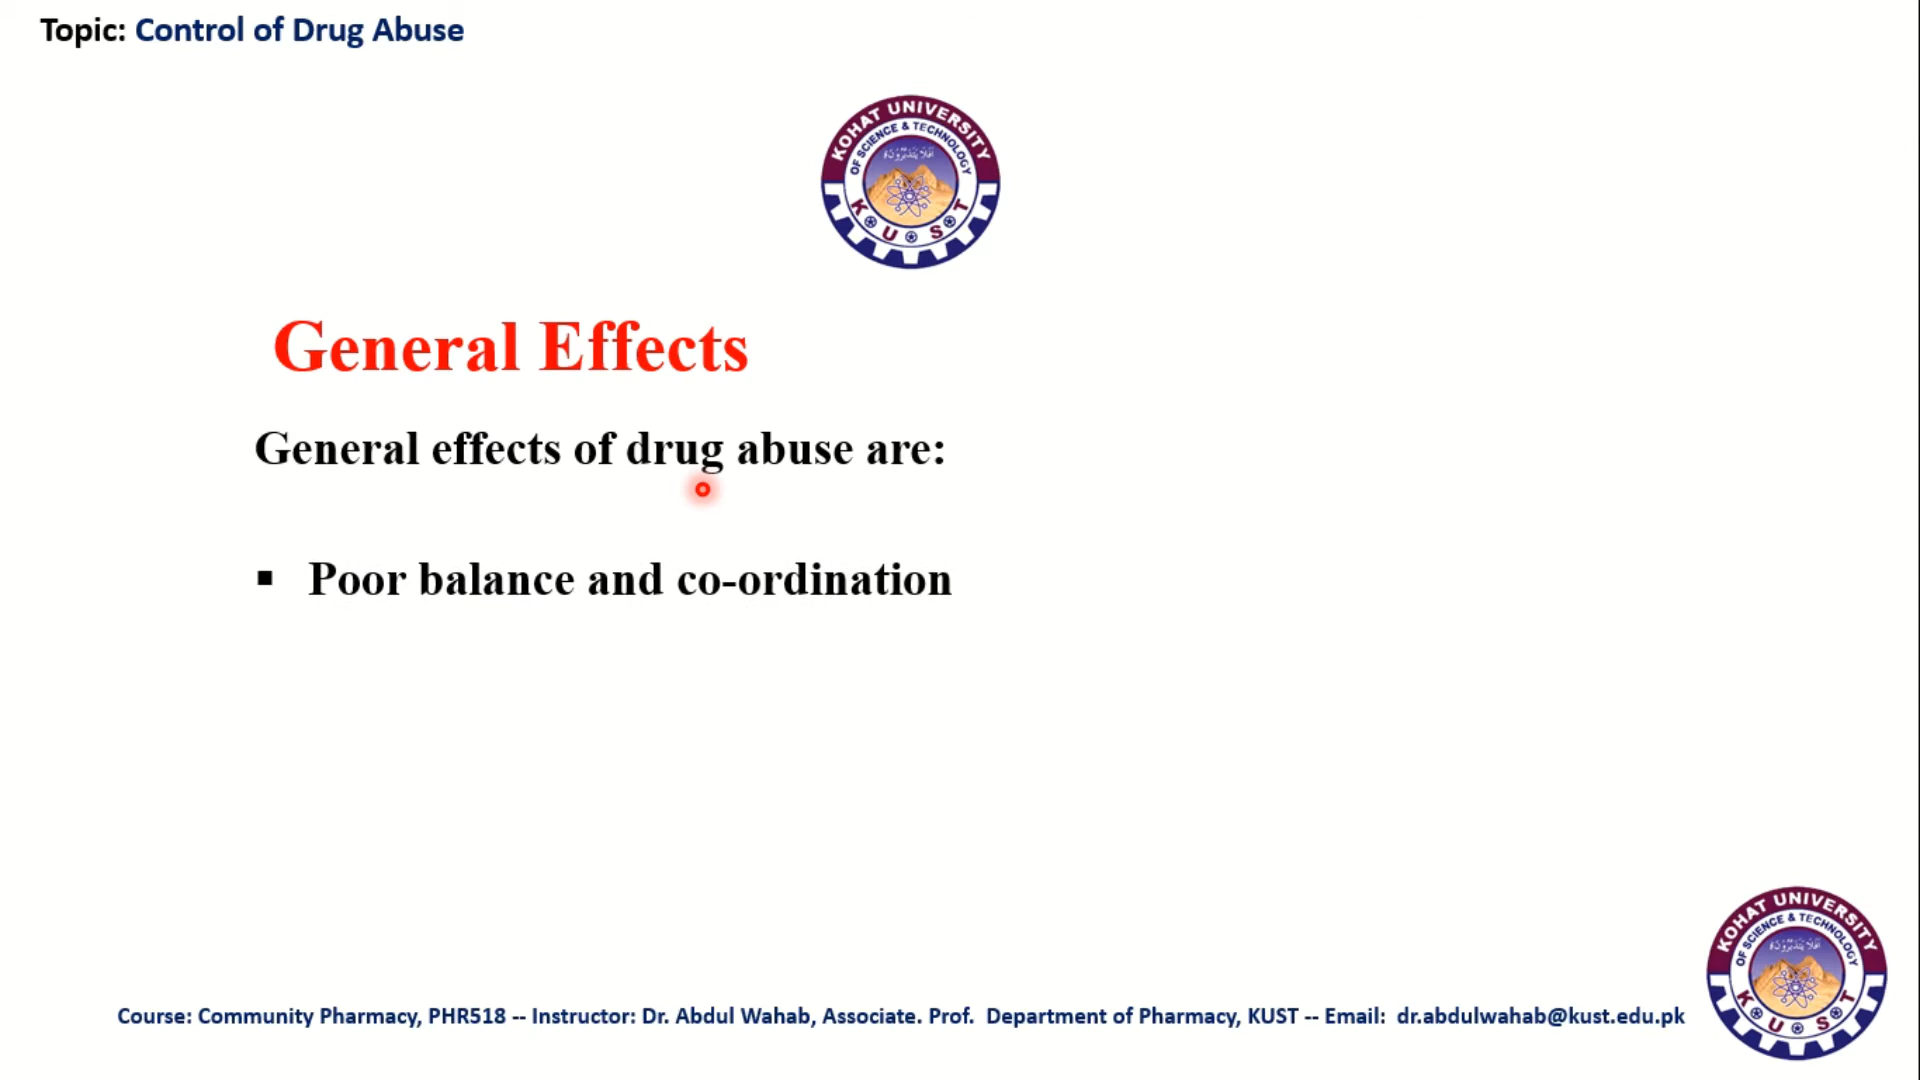 Topic: Control of Drug Abuse
KOHAT UNIVERSITY
OF SCIENCE & TECHNOLOGY
K U S T
General Effects
General effects of drug abuse are:
▪ Poor balance and co-ordination
KOHAT UNIVERSITY
OF SCIENCE & TECHNOLOGY
K U S T
Course: Community Pharmacy, PHR518 -- Instructor: Dr. Abdul Wahab, Associate. Prof. Department of Pharmacy, KUST -- Email: dr.abdulwahab@kust.edu.pk